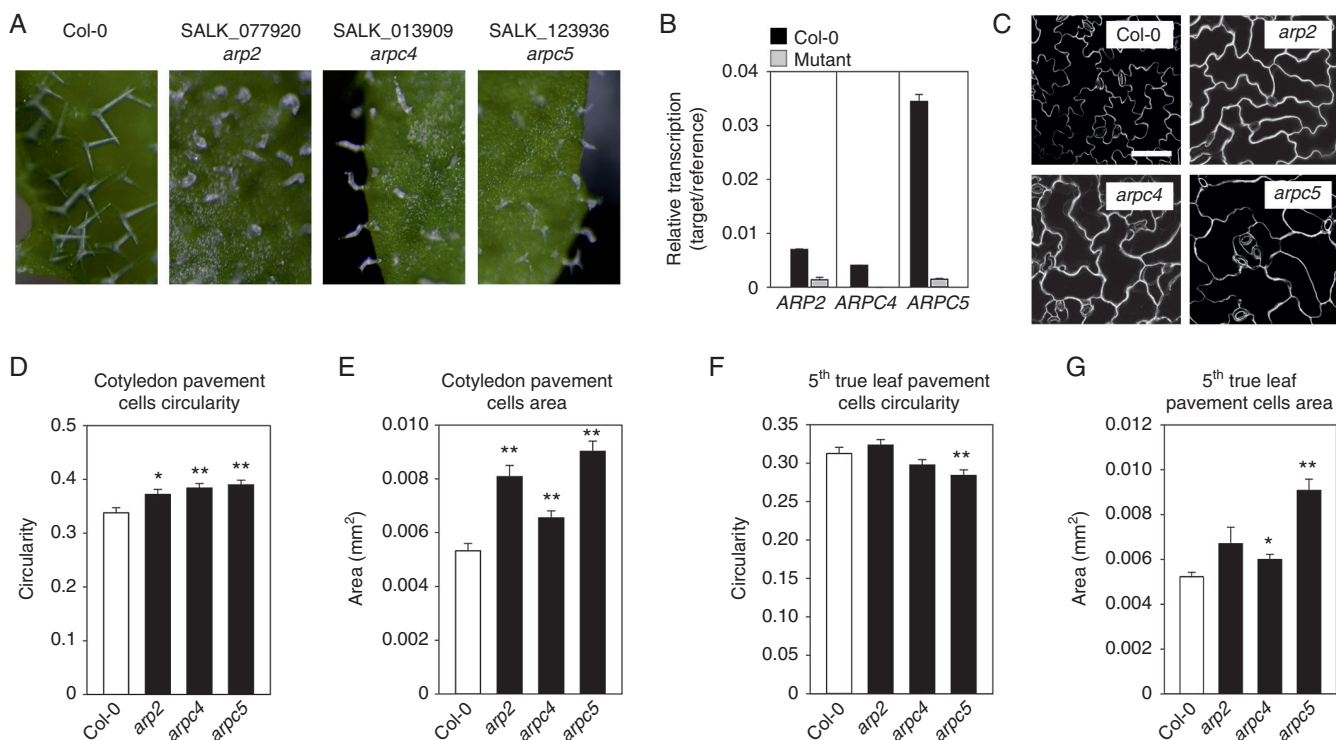 A
Col-0
SALK_077920
arp2
SALK_013909
arpc4
SALK_123936
arpc5
B
Col-0
Mutant
Relative transcription
(target/reference)
0.04
0.03
0.02
0.01
0
ARP2
ARPC4
ARPC5
C
Col-0
arp2
arpc4
arpc5
D
Cotyledon pavement
cells circularity
Circularity
0.5
0.4
0.3
0.2
0.1
0
*
**
**
Col-0
arp2
arpc4
arpc5
E
Cotyledon pavement
cells area
Area (mm²)
0.010
0.008
0.006
0.004
0.002
0
**
**
**
Col-0
arp2
arpc4
arpc5
F
5th true leaf pavement
cells circularity
Circularity
0.40
0.35
0.30
0.25
0.20
0.15
0.10
0.05
0
**
Col-0
arp2
arpc4
arpc5
G
5th true leaf
pavement cells area
Area (mm²)
0.012
0.010
0.008
0.006
0.004
0.002
0
*
**
Col-0
arp2
arpc4
arpc5